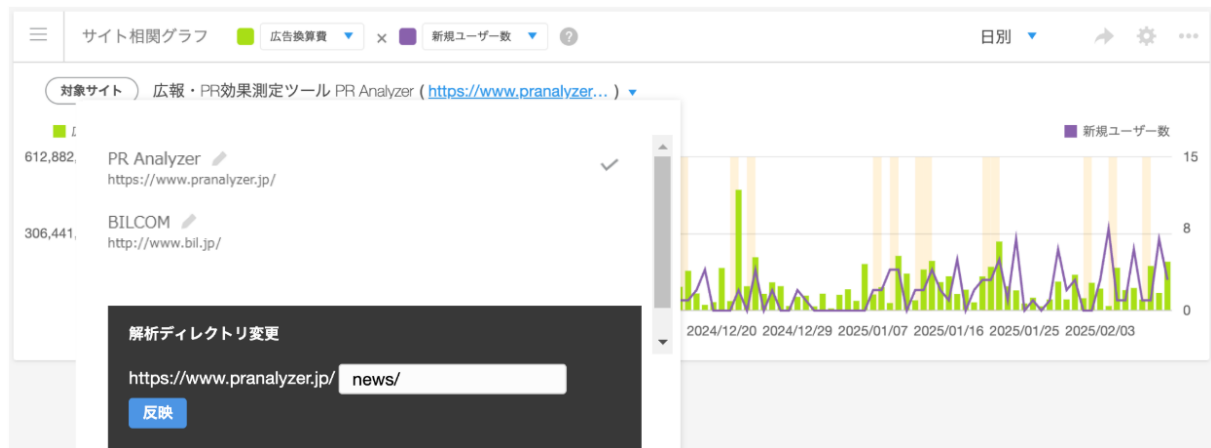 サイト相関グラフ 広告換算費 ▼ × 新規ユーザー数 ▼ ? 日別 ▼
対象サイト 広報・PR効果測定ツール PR Analyzer ( https://www.pranalyzer… ) ▼
新規ユーザー数
612,882, 15
PR Analyzer
https://www.pranalyzer.jp/
BILCOM
306,441, 8
http://www.bil.jp/
0
2024/12/20 2024/12/29 2025/01/07 2025/01/16 2025/01/25 2025/02/03
解析ディレクトリ変更
https://www.pranalyzer.jp/ news/
反映